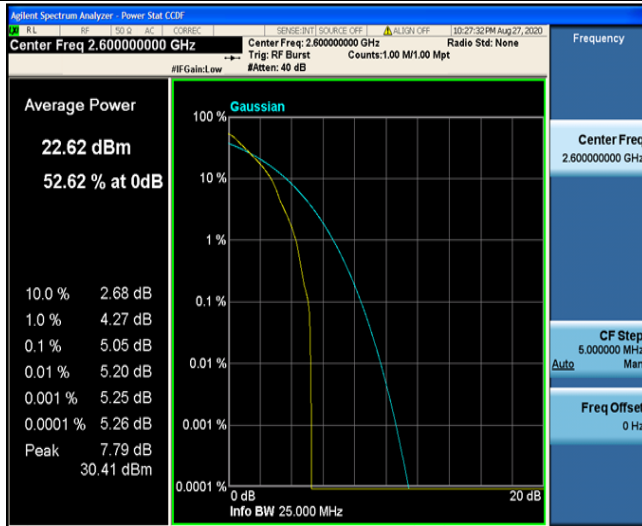 Agilent Spectrum Analyzer - Power Stat CCDF
RL RF 50 Ω AC CORREC SENSE:INT SOURCE OFF ALIGN OFF 10:27:32 PM Aug 27, 2020
Center Freq 2.600000000 GHz
Center Freq: 2.600000000 GHz Radio Std: None
Trig: RF Burst Counts:1.00 M/1.00 Mpt
#IFGain:Low #Atten: 40 dB
Frequency
Average Power
22.62 dBm
52.62 % at 0dB
10.0 % 2.68 dB
1.0 % 4.27 dB
0.1 % 5.05 dB
0.01 % 5.20 dB
0.001 % 5.25 dB
0.0001 % 5.26 dB
Peak 7.79 dB
30.41 dBm
Gaussian
100 %
10 %
1 %
0.1 %
0.01 %
0.001 %
0.0001 %
0 dB 20 dB
Info BW 25.000 MHz
Center Freq
2.600000000 GHz
CF Step
5.000000 MHz
Auto Man
Freq Offset
0 Hz